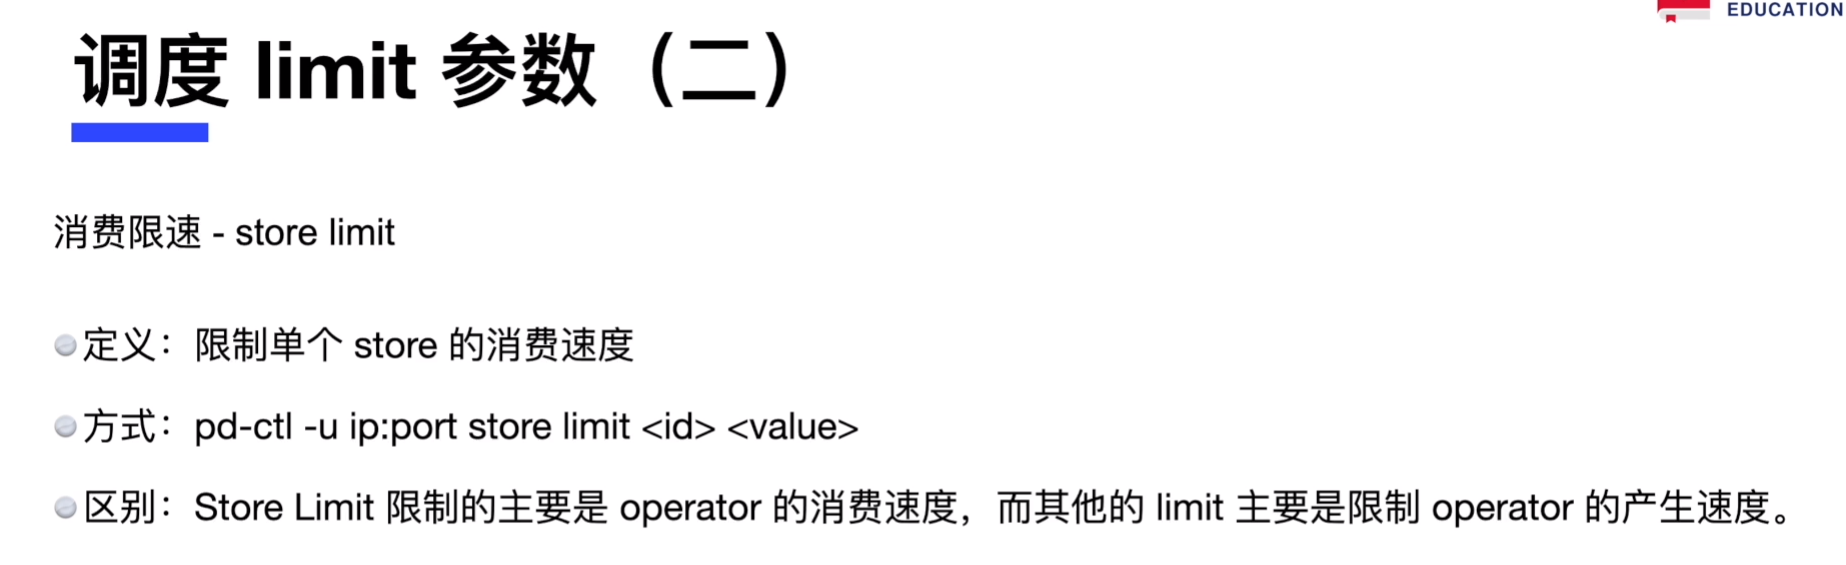 EDUCATION
调度 limit 参数（二）
消费限速 - store limit
定义：限制单个 store 的消费速度
方式：pd-ctl -u ip:port store limit <id> <value>
区别：Store Limit 限制的主要是 operator 的消费速度，而其他的 limit 主要是限制 operator 的产生速度。